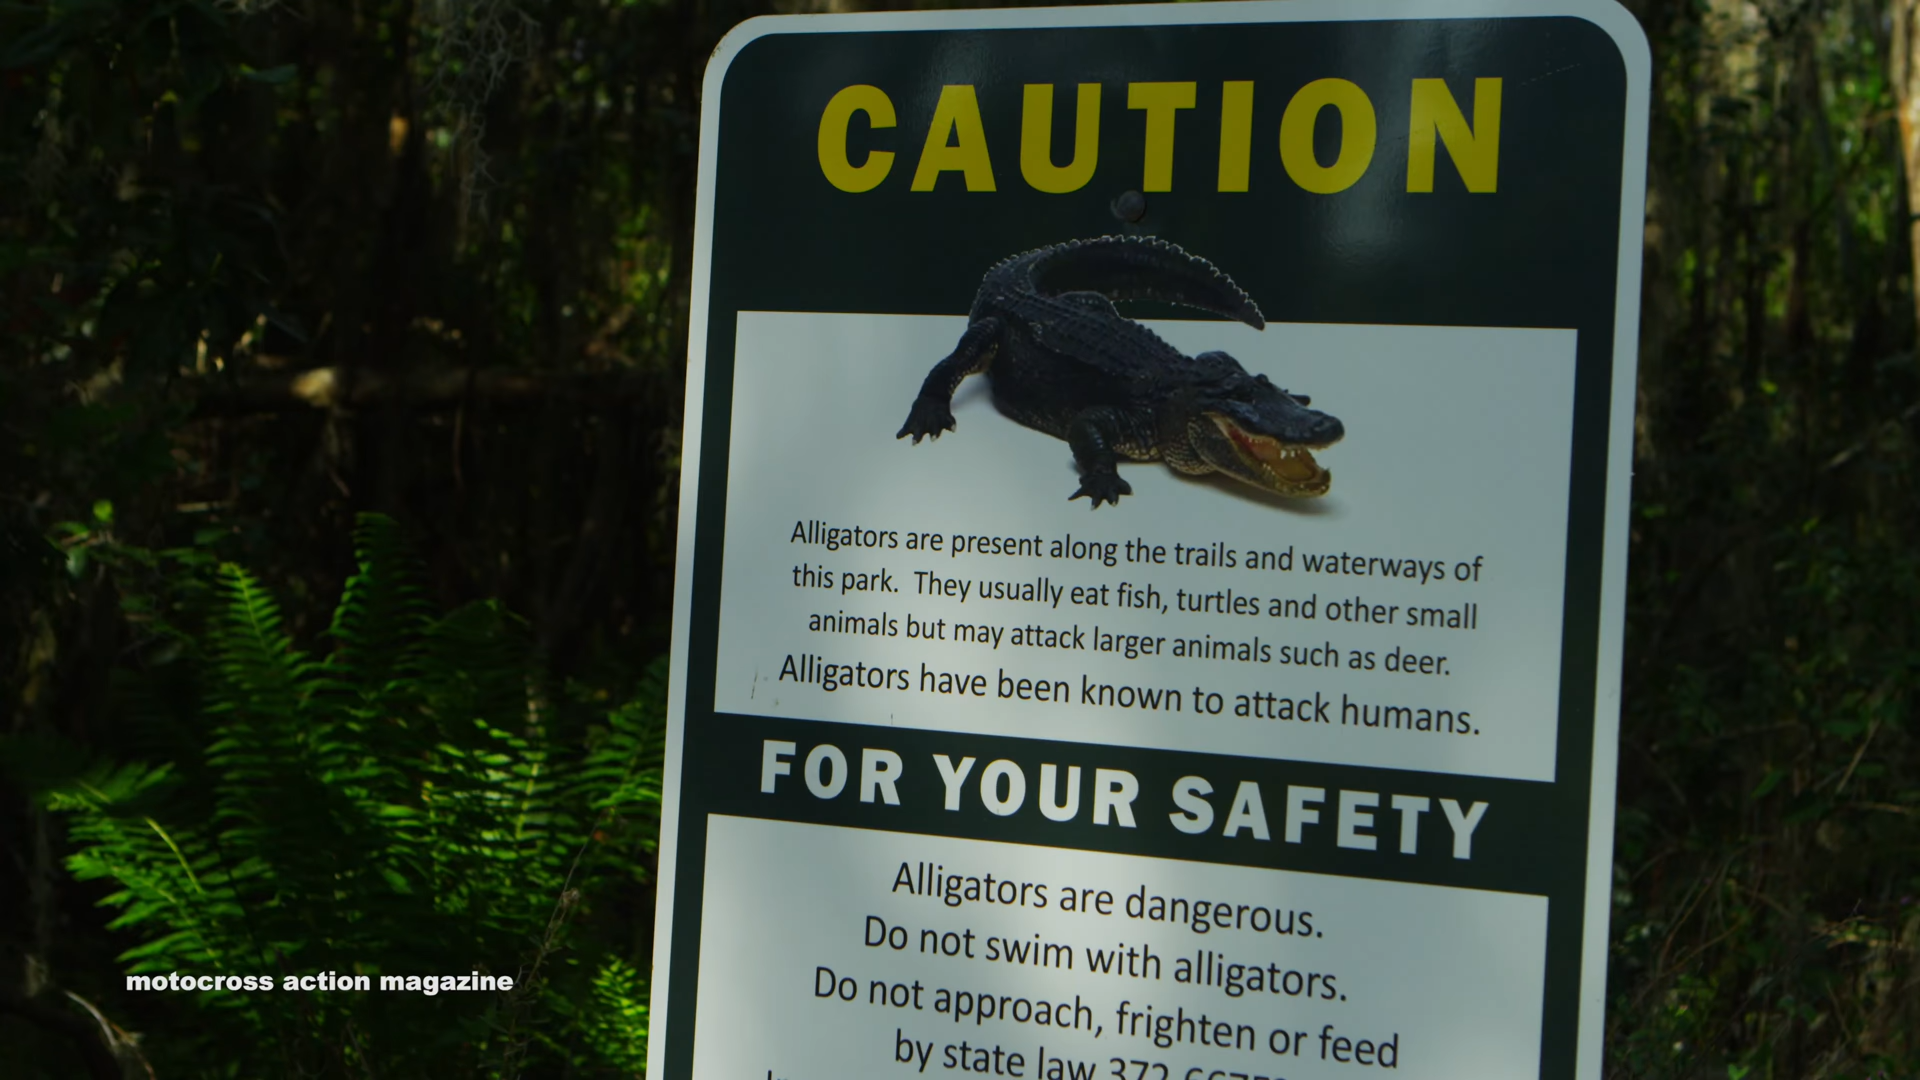 CAUTION
Alligators are present along the trails and waterways of
this park. They usually eat fish, turtles and other small
animals but may attack larger animals such as deer.
Alligators have been known to attack humans.
FOR YOUR SAFETY
Alligators are dangerous.
Do not swim with alligators.
Do not approach, frighten or feed
by state law
motocross action magazine